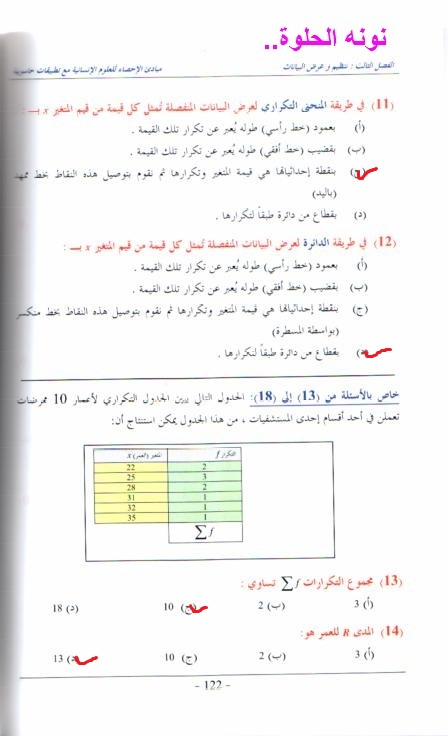 نونه الحلوة..
الفصل الثالث: تنظيم و عرض البيانات
مبادئ الإحصاء للعلوم الإنسانية مع تطبيقات حاسوبية
(11) في طريقة المنحنى التكراري لعرض البيانات المنفصلة تُمثل كل قيمة من قيم المتغير x بـ :
(أ) بعمود (خط رأسي) طوله يُعبر عن تكرار تلك القيمة .
(ب) بقضيب (خط أفقي) طوله يُعبر عن تكرار تلك القيمة .
(ج) بنقطة إحداثياتها هي قيمة المتغير وتكرارها ثم نقوم بتوصيل هذه النقاط بخط ممهد
(باليد)
(د) بقطاع من دائرة طبقاً لتكرارها .
(12) في طريقة الدائرة لعرض البيانات المنفصلة تُمثل كل قيمة من قيم المتغير x بـ :
(أ) بعمود (خط رأسي) طوله يُعبر عن تكرار تلك القيمة .
(ب) بقضيب (خط أفقي) طوله يُعبر عن تكرار تلك القيمة .
(ج) بنقطة إحداثياتها هي قيمة المتغير وتكرارها ثم نقوم بتوصيل هذه النقاط بخط منكسر
(بواسطة المسطرة)
(د) بقطاع من دائرة طبقاً لتكرارها .
خاص بالأسئلة من (13) إلى (18): الجدول التالي يبين الجدول التكراري لأعمار 10 ممرضات
تعملن في أحد أقسام إحدى المستشفيات ، من هذا الجدول يمكن استنتاج أن:
المتغير (العمر) x التكرار f
22 2
25 3
28 2
31 1
32 1
35 1
∑f
(13) مجموع التكرارات ∑f تساوي :
(أ) 3 (ب) 2 (ج) 10 (د) 18
(14) المدى R للعمر هو:
(أ) 3 (ب) 2 (ج) 10 (د) 13
- 122 -